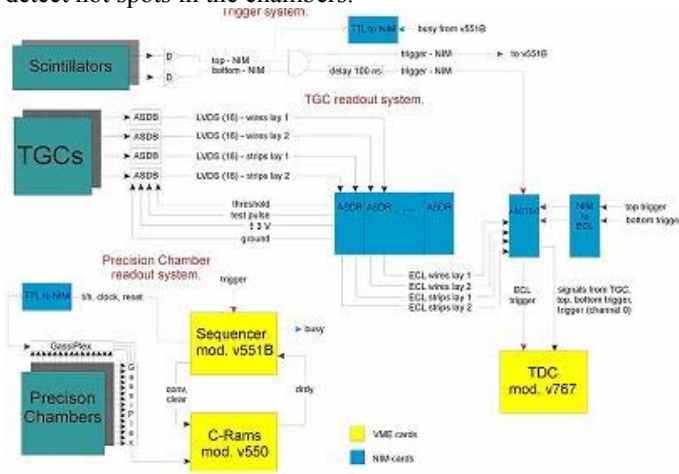 detect hot spots in the chambers.
Trigger system.
TTL to NIM
busy from v551B
Scintillators
D
D
top - NIM
bottom - NIM
trigger - NIM
to v551B
delay 100 ns
trigger - NIM
TGC readout system.
TGCs
ASDB
LVDS (16) - wires lay 1
ASDB
LVDS (16) - wires lay 2
ASDB
LVDS (16) - strips lay 1
ASDB
LVDS (16) - strips lay 2
threshold
test pulse
± 3 V
ground
ASDR
ASDR
....
ASDR
NIM
to
ECL
top trigger
bottom trigger
ECL wires lay 1
ECL wires lay 2
ECL strips lay 1
ECL strips lay 2
ECL
trigger
signals from TGC,
top, bottom trigger,
trigger (channel 0)
TDC
mod. v767
Precision Chamber
readout system.
trigger
TTL to NIM
t/h, clock, reset
Sequencer
mod. v551B
busy
GassiPlex
GassiPlex
Precison
Chambers
conv,
clear
drdy
C-Rams
mod. v550
VME cards
NIM cards